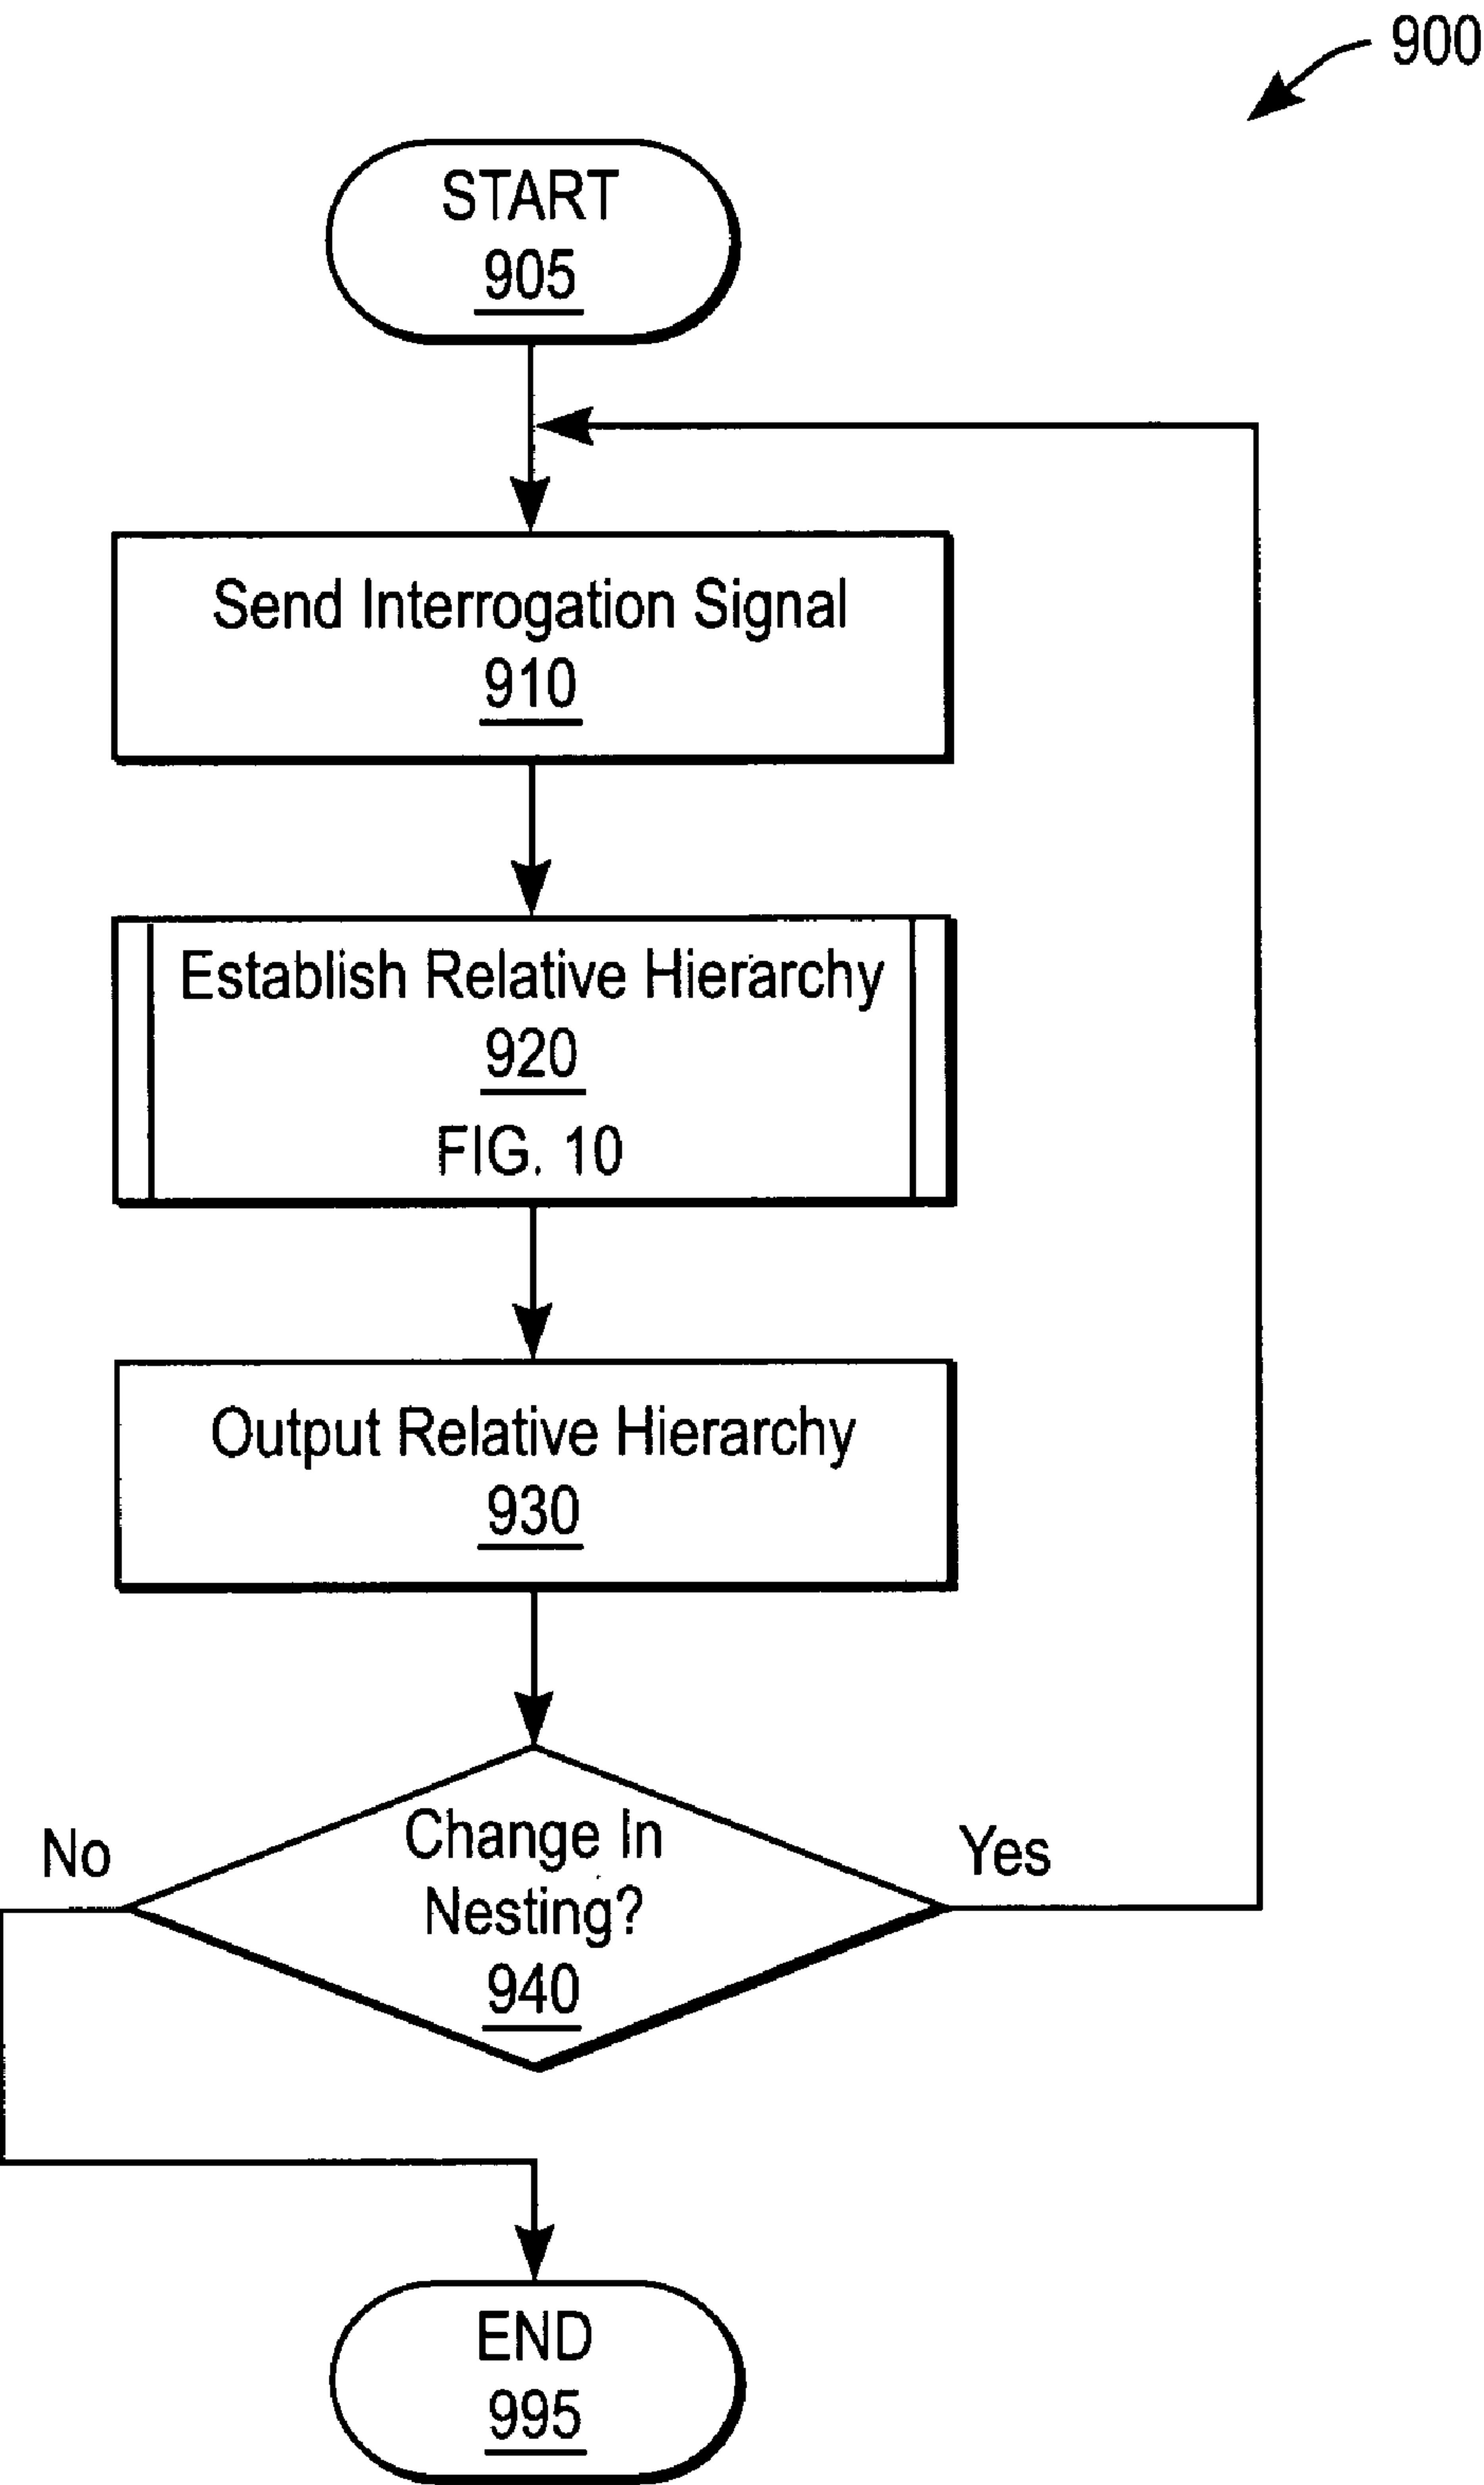 900
START
905
Send Interrogation Signal
910
Establish Relative Hierarchy
920
FIG. 10
Output Relative Hierarchy
930
Change In
Nesting?
940
No
Yes
END
995